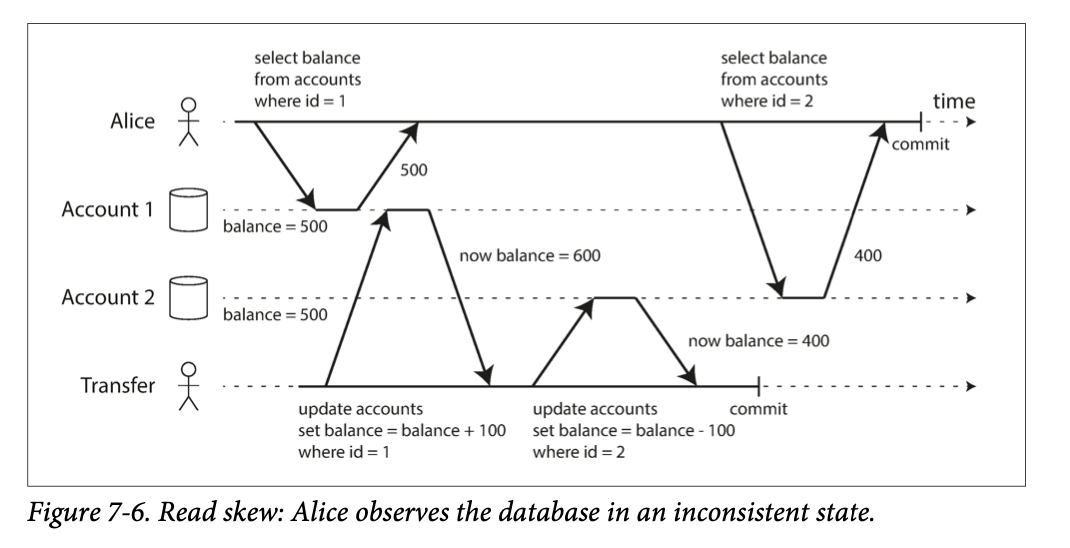 select balance
from accounts
where id = 1
select balance
from accounts
where id = 2
time
Alice
commit
500
Account 1
balance = 500
now balance = 600
400
Account 2
balance = 500
now balance = 400
Transfer
update accounts
set balance = balance + 100
where id = 1
update accounts
set balance = balance - 100
where id = 2
commit
Figure 7-6. Read skew: Alice observes the database in an inconsistent state.